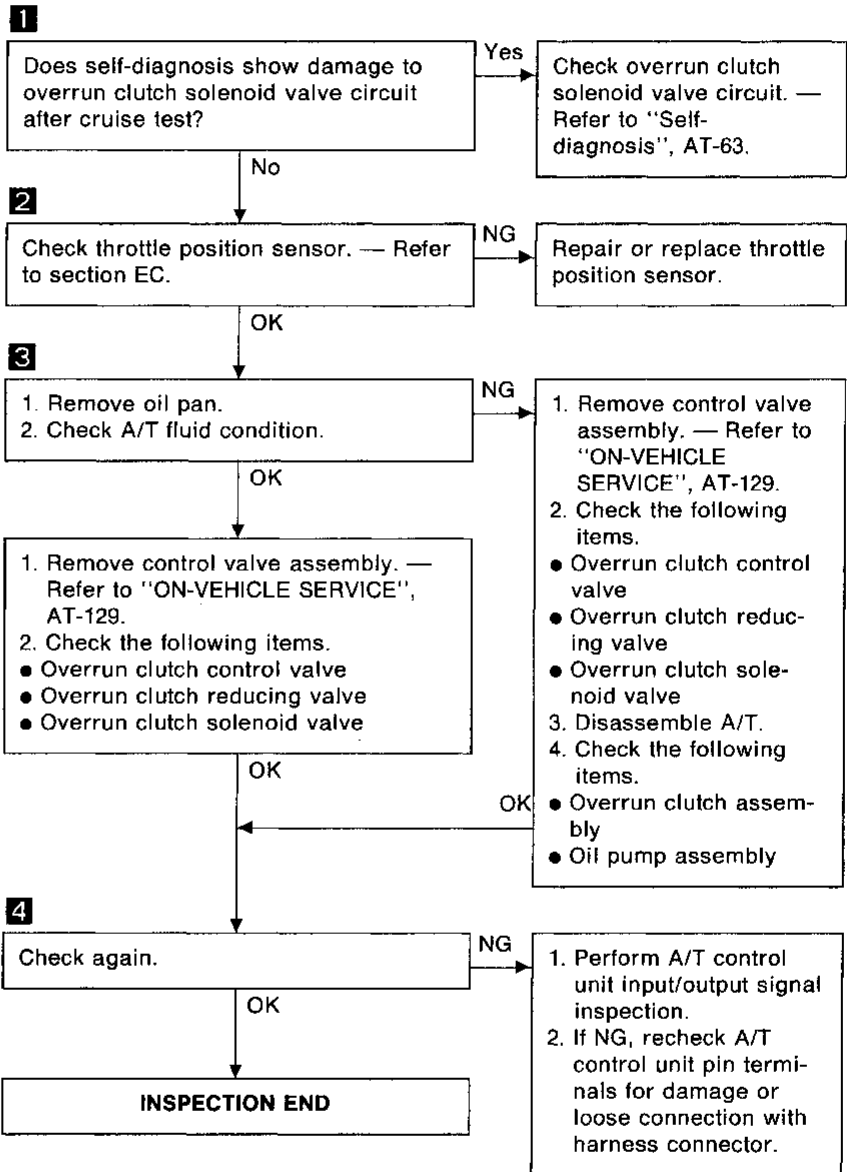 1
Does self-diagnosis show damage to
overrun clutch solenoid valve circuit
after cruise test?
Yes
Check overrun clutch
solenoid valve circuit. —
Refer to "Self-
diagnosis", AT-63.
No
2
Check throttle position sensor. — Refer
to section EC.
NG
Repair or replace throttle
position sensor.
OK
3
1. Remove oil pan.
2. Check A/T fluid condition.
NG
1. Remove control valve
assembly. — Refer to
"ON-VEHICLE
SERVICE", AT-129.
2. Check the following
items.
● Overrun clutch control
valve
● Overrun clutch reduc-
ing valve
● Overrun clutch sole-
noid valve
3. Disassemble A/T.
4. Check the following
items.
● Overrun clutch assem-
bly
● Oil pump assembly
OK
1. Remove control valve assembly. —
Refer to "ON-VEHICLE SERVICE",
AT-129.
2. Check the following items.
● Overrun clutch control valve
● Overrun clutch reducing valve
● Overrun clutch solenoid valve
OK
OK
4
Check again.
NG
1. Perform A/T control
unit input/output signal
inspection.
2. If NG, recheck A/T
control unit pin termi-
nals for damage or
loose connection with
harness connector.
OK
INSPECTION END